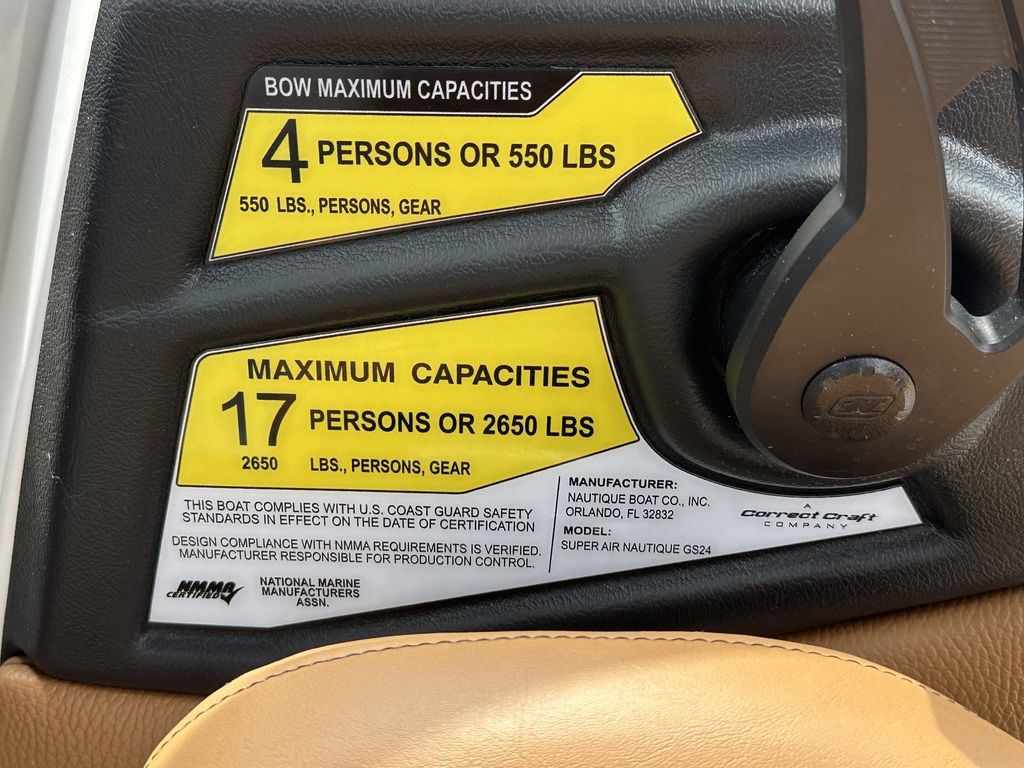 BOW MAXIMUM CAPACITIES
4 PERSONS OR 550 LBS
550 LBS., PERSONS, GEAR
MAXIMUM CAPACITIES
17 PERSONS OR 2650 LBS
2650 LBS., PERSONS, GEAR
THIS BOAT COMPLIES WITH U.S. COAST GUARD SAFETY
STANDARDS IN EFFECT ON THE DATE OF CERTIFICATION
DESIGN COMPLIANCE WITH NMMA REQUIREMENTS IS VERIFIED.
MANUFACTURER RESPONSIBLE FOR PRODUCTION CONTROL.
NMMA
CERTIFIED
NATIONAL MARINE
MANUFACTURERS
ASSN.
MANUFACTURER:
NAUTIQUE BOAT CO., INC.
ORLANDO, FL 32832
MODEL:
SUPER AIR NAUTIQUE GS24
A
Correct Craft
COMPANY